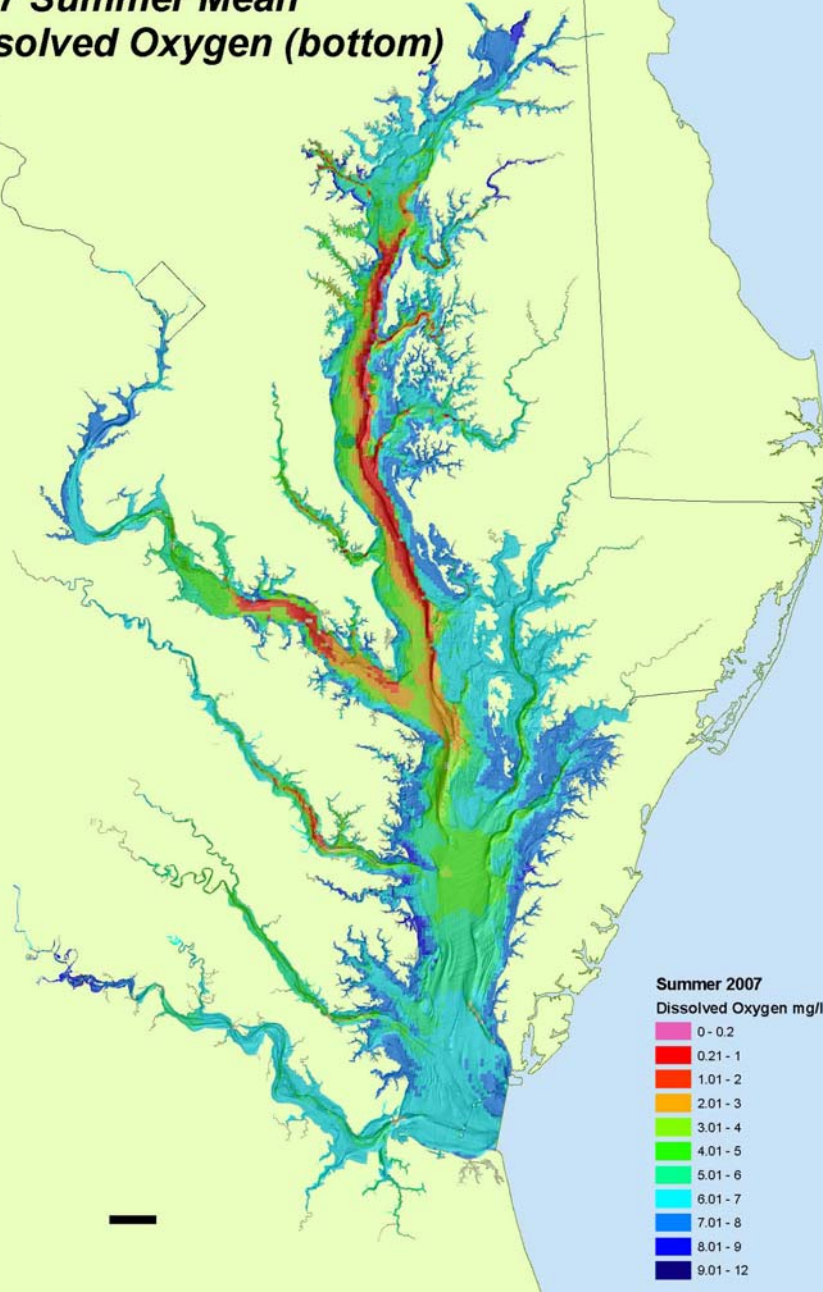 7 Summer Mean
solved Oxygen (bottom)
Summer 2007
Dissolved Oxygen mg/l
0 - 0.2
0.21 - 1
1.01 - 2
2.01 - 3
3.01 - 4
4.01 - 5
5.01 - 6
6.01 - 7
7.01 - 8
8.01 - 9
9.01 - 12